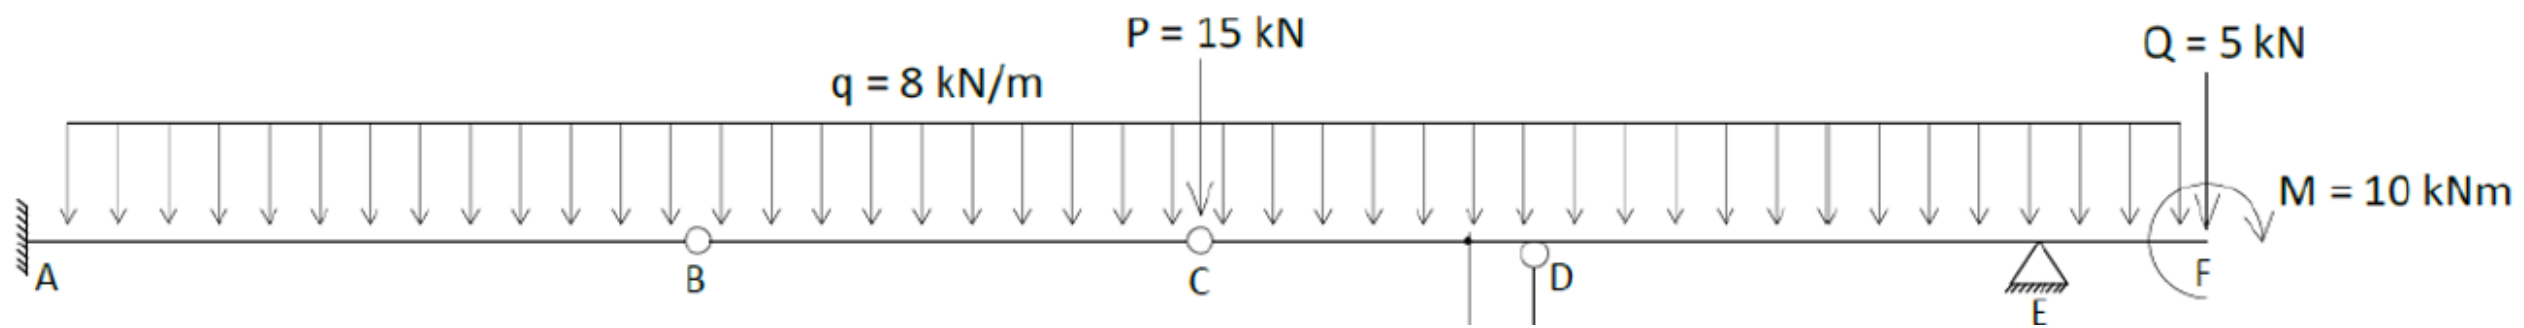 P = 15 kN
Q = 5 kN
q = 8 kN/m
M = 10 kNm
A
B
C
D
E
F